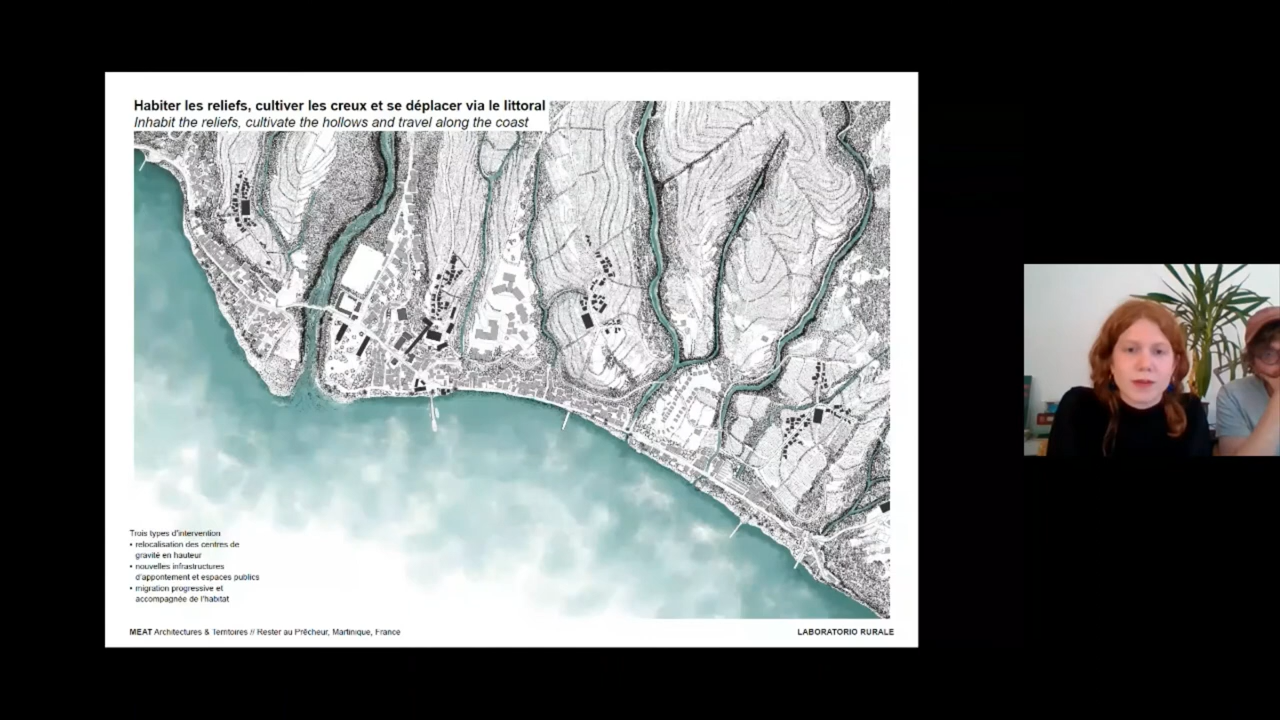 Habiter les reliefs, cultiver les creux et se déplacer via le littoral
Inhabit the reliefs, cultivate the hollows and travel along the coast
Trois types d'intervention
• relocalisation des centres de
gravité en hauteur
• nouvelles infrastructures
d'appontement et espaces publics
• migration progressive et
accompagnée de l'habitat
MEAT Architectures & Territoires // Rester au Prêcheur, Martinique, France
LABORATORIO RURALE